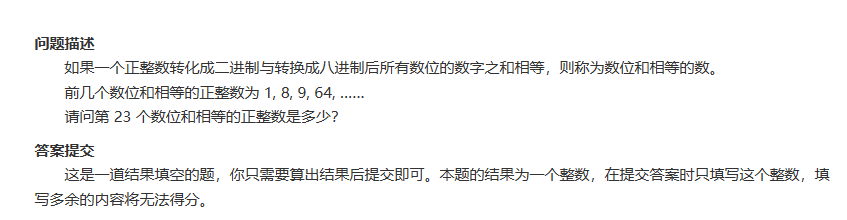 问题描述
如果一个正整数转化成二进制与转换成八进制后所有数位的数字之和相等，则称为数位和相等的数。
前几个数位和相等的正整数为 1, 8, 9, 64, ......
请问第 23 个数位和相等的正整数是多少？
答案提交
这是一道结果填空的题，你只需要算出结果后提交即可。本题的结果为一个整数，在提交答案时只填写这个整数，填
写多余的内容将无法得分。